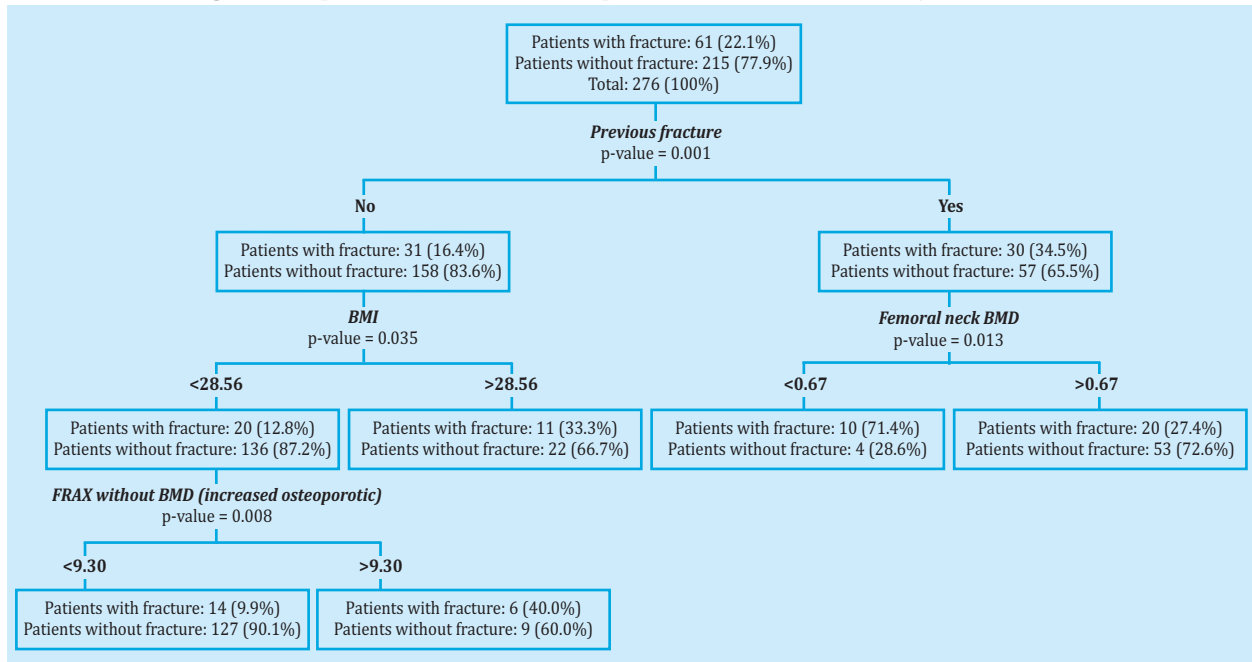 Patients with fracture: 61 (22.1%)
Patients without fracture: 215 (77.9%)
Total: 276 (100%)
Previous fracture
p-value = 0.001
No
Yes
Patients with fracture: 31 (16.4%)
Patients without fracture: 158 (83.6%)
Patients with fracture: 30 (34.5%)
Patients without fracture: 57 (65.5%)
BMI
p-value = 0.035
Femoral neck BMD
p-value = 0.013
<28.56
>28.56
<0.67
>0.67
Patients with fracture: 20 (12.8%)
Patients without fracture: 136 (87.2%)
Patients with fracture: 11 (33.3%)
Patients without fracture: 22 (66.7%)
Patients with fracture: 10 (71.4%)
Patients without fracture: 4 (28.6%)
Patients with fracture: 20 (27.4%)
Patients without fracture: 53 (72.6%)
FRAX without BMD (increased osteoporotic)
p-value = 0.008
<9.30
>9.30
Patients with fracture: 14 (9.9%)
Patients without fracture: 127 (90.1%)
Patients with fracture: 6 (40.0%)
Patients without fracture: 9 (60.0%)